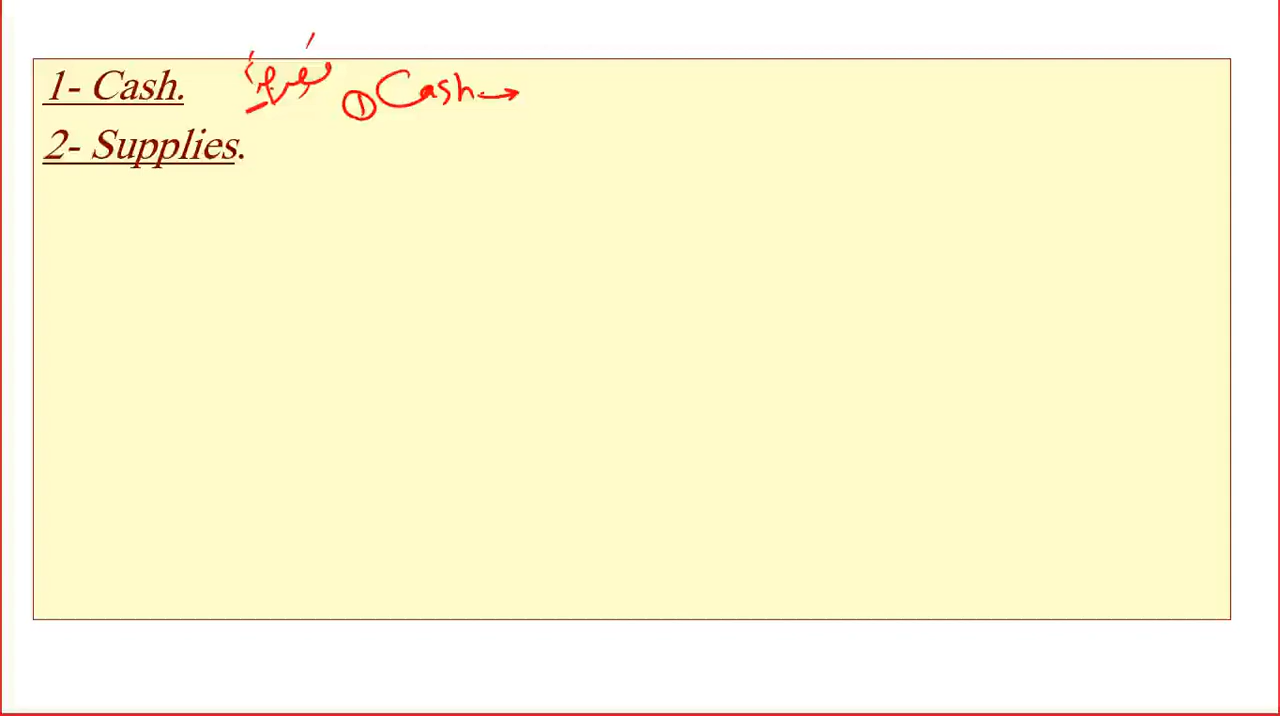 1- Cash. ① Cash →
2- Supplies.